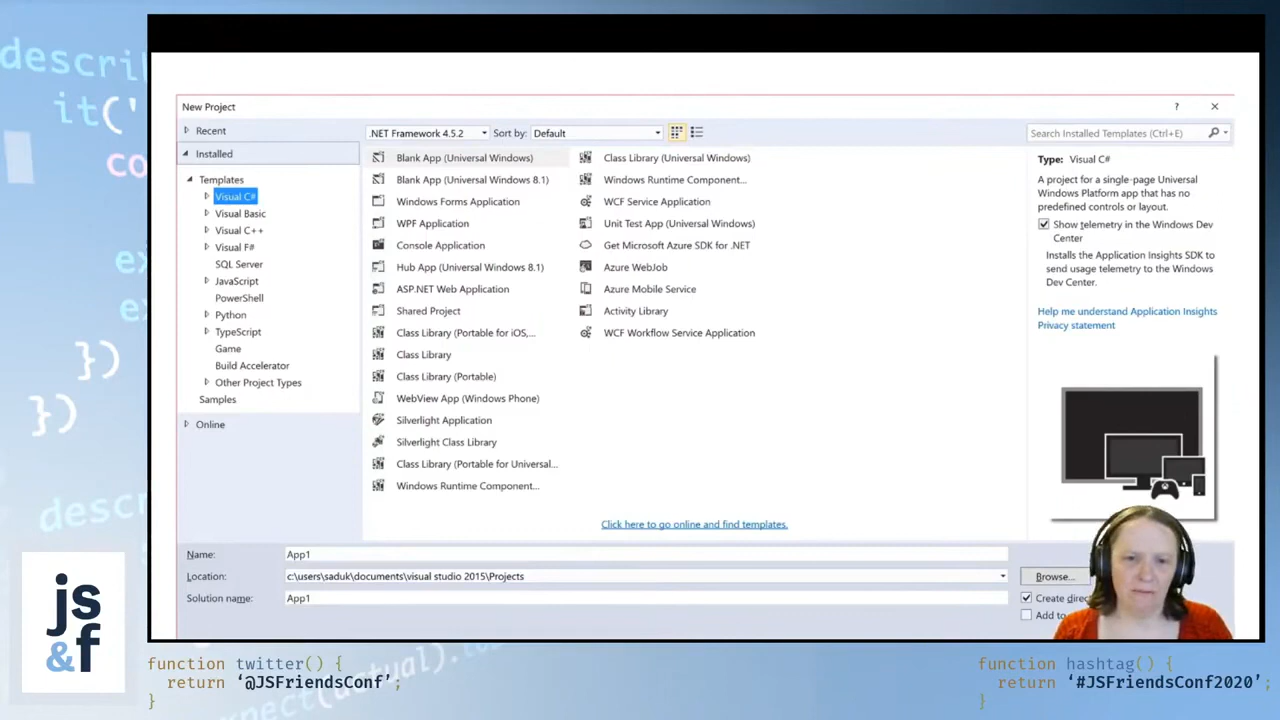 describ
it('
co
ex
ex
})
})
descr
New Project
?
Recent
.NET Framework 4.5.2
Sort by:
Default
Search Installed Templates (Ctrl+E)
Installed
Templates
Visual C#
Visual Basic
Visual C++
Visual F#
SQL Server
JavaScript
PowerShell
Python
TypeScript
Game
Build Accelerator
Other Project Types
Samples
Online
Blank App (Universal Windows)
Blank App (Universal Windows 8.1)
Windows Forms Application
WPF Application
Console Application
Hub App (Universal Windows 8.1)
ASP.NET Web Application
Shared Project
Class Library (Portable for iOS,...
Class Library
Class Library (Portable)
WebView App (Windows Phone)
Silverlight Application
Silverlight Class Library
Class Library (Portable for Universal...
Windows Runtime Component...
Class Library (Universal Windows)
Windows Runtime Component...
WCF Service Application
Unit Test App (Universal Windows)
Get Microsoft Azure SDK for .NET
Azure WebJob
Azure Mobile Service
Activity Library
WCF Workflow Service Application
Click here to go online and find templates.
Type: Visual C#
A project for a single-page Universal
Windows Platform app that has no
predefined controls or layout.
Show telemetry in the Windows Dev
Center
Installs the Application Insights SDK to
send usage telemetry to the Windows
Dev Center.
Help me understand Application Insights
Privacy statement
Name:
App1
Location:
c:\users\saduk\documents\visual studio 2015\Projects
Browse...
Solution name:
App1
Create direc
Add to
js
&f
function twitter() {
return ‘@JSFriendsConf’;
}
xpect(actual).to
function hashtag() {
return ‘#JSFriendsConf2020’;
}